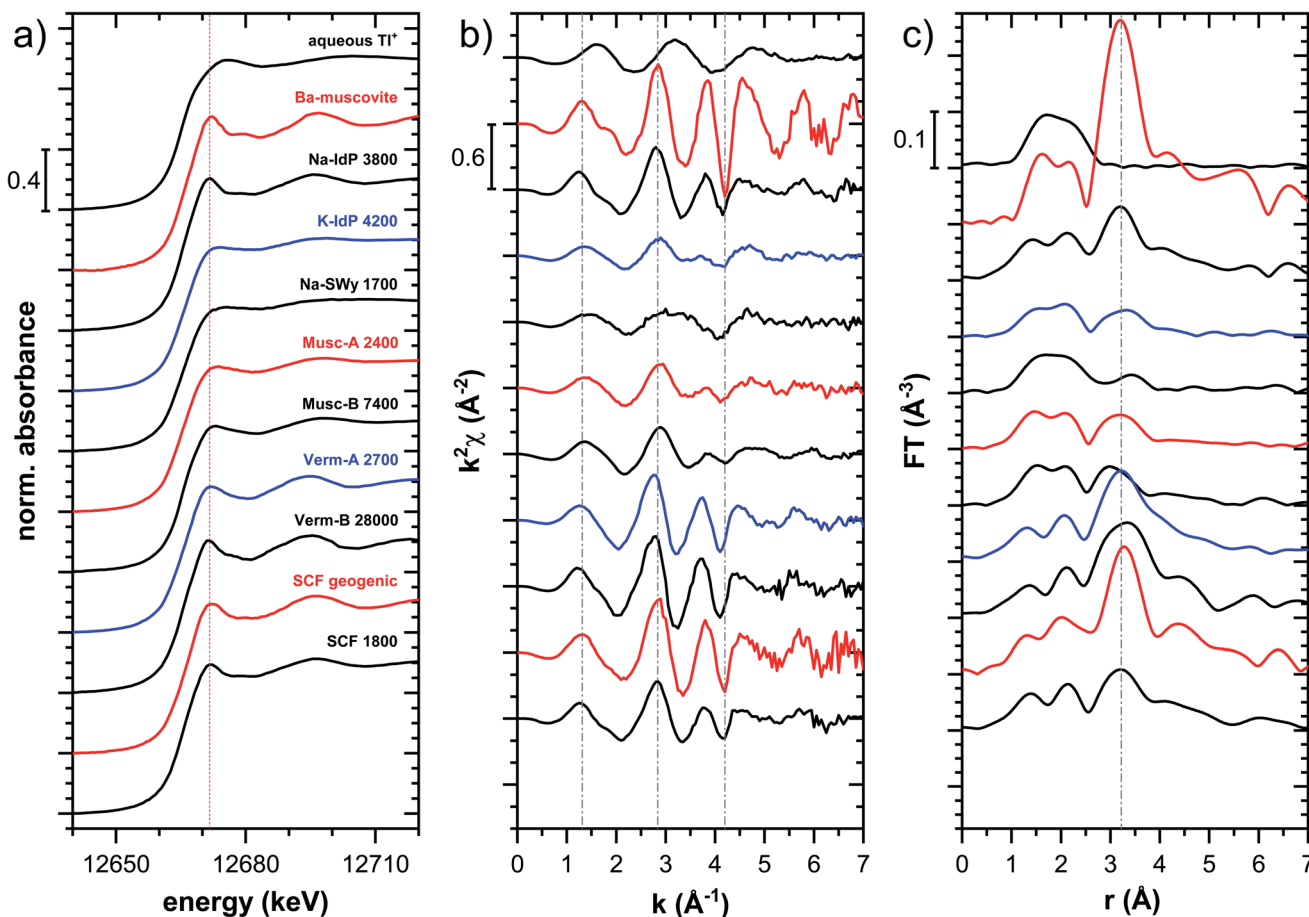 a)
aqueous Tl⁺
Ba-muscovite
Na-IdP 3800
K-IdP 4200
Na-SWy 1700
Musc-A 2400
Musc-B 7400
Verm-A 2700
Verm-B 28000
SCF geogenic
SCF 1800
0.4
norm. absorbance
12650 12680 12710
energy (keV)
b)
0.6
k²χ (Å⁻²)
0 1 2 3 4 5 6 7
k (Å⁻¹)
c)
0.1
FT (Å⁻³)
0 1 2 3 4 5 6 7
r (Å)